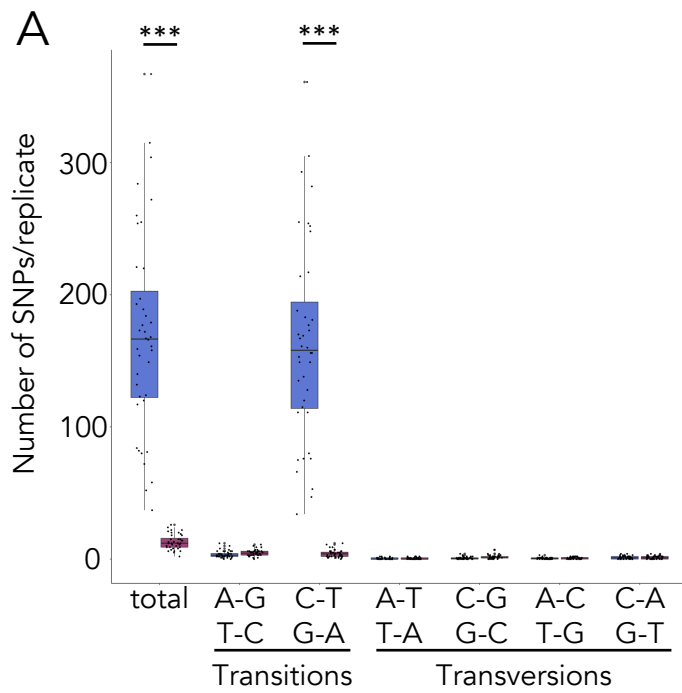 A
*** ***
Number of SNPs/replicate
300
200
100
0
total A-G C-T A-T C-G A-C C-A
T-C G-A T-A G-C T-G G-T
Transitions Transversions